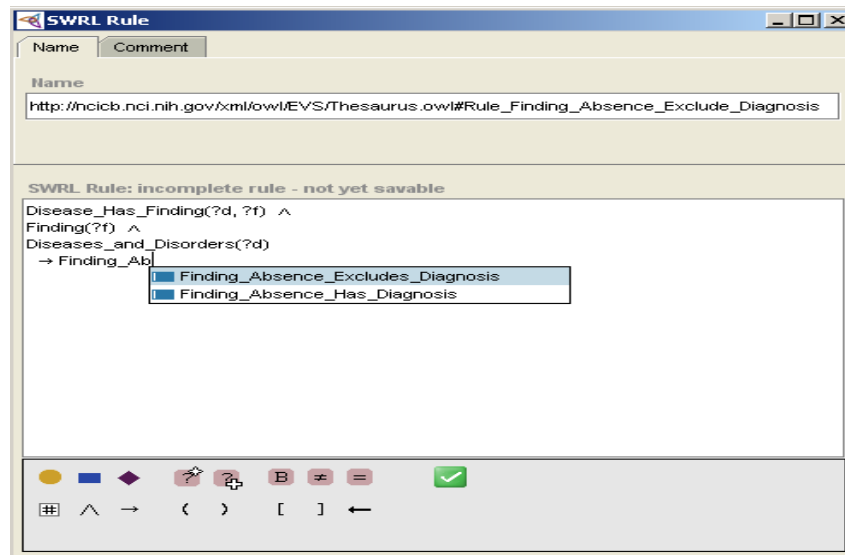 SWRL Rule
Name Comment
Name
http://ncicb.nci.nih.gov/xml/owl/EVS/Thesaurus.owl#Rule_Finding_Absence_Exclude_Diagnosis
SWRL Rule: incomplete rule - not yet savable
Disease_Has_Finding(?d, ?f) ∧
Finding(?f) ∧
Diseases_and_Disorders(?d)
→ Finding_Ab
Finding_Absence_Excludes_Diagnosis
Finding_Absence_Has_Diagnosis
? ? B ≠ =
# ∧ → ( ) [ ] ←